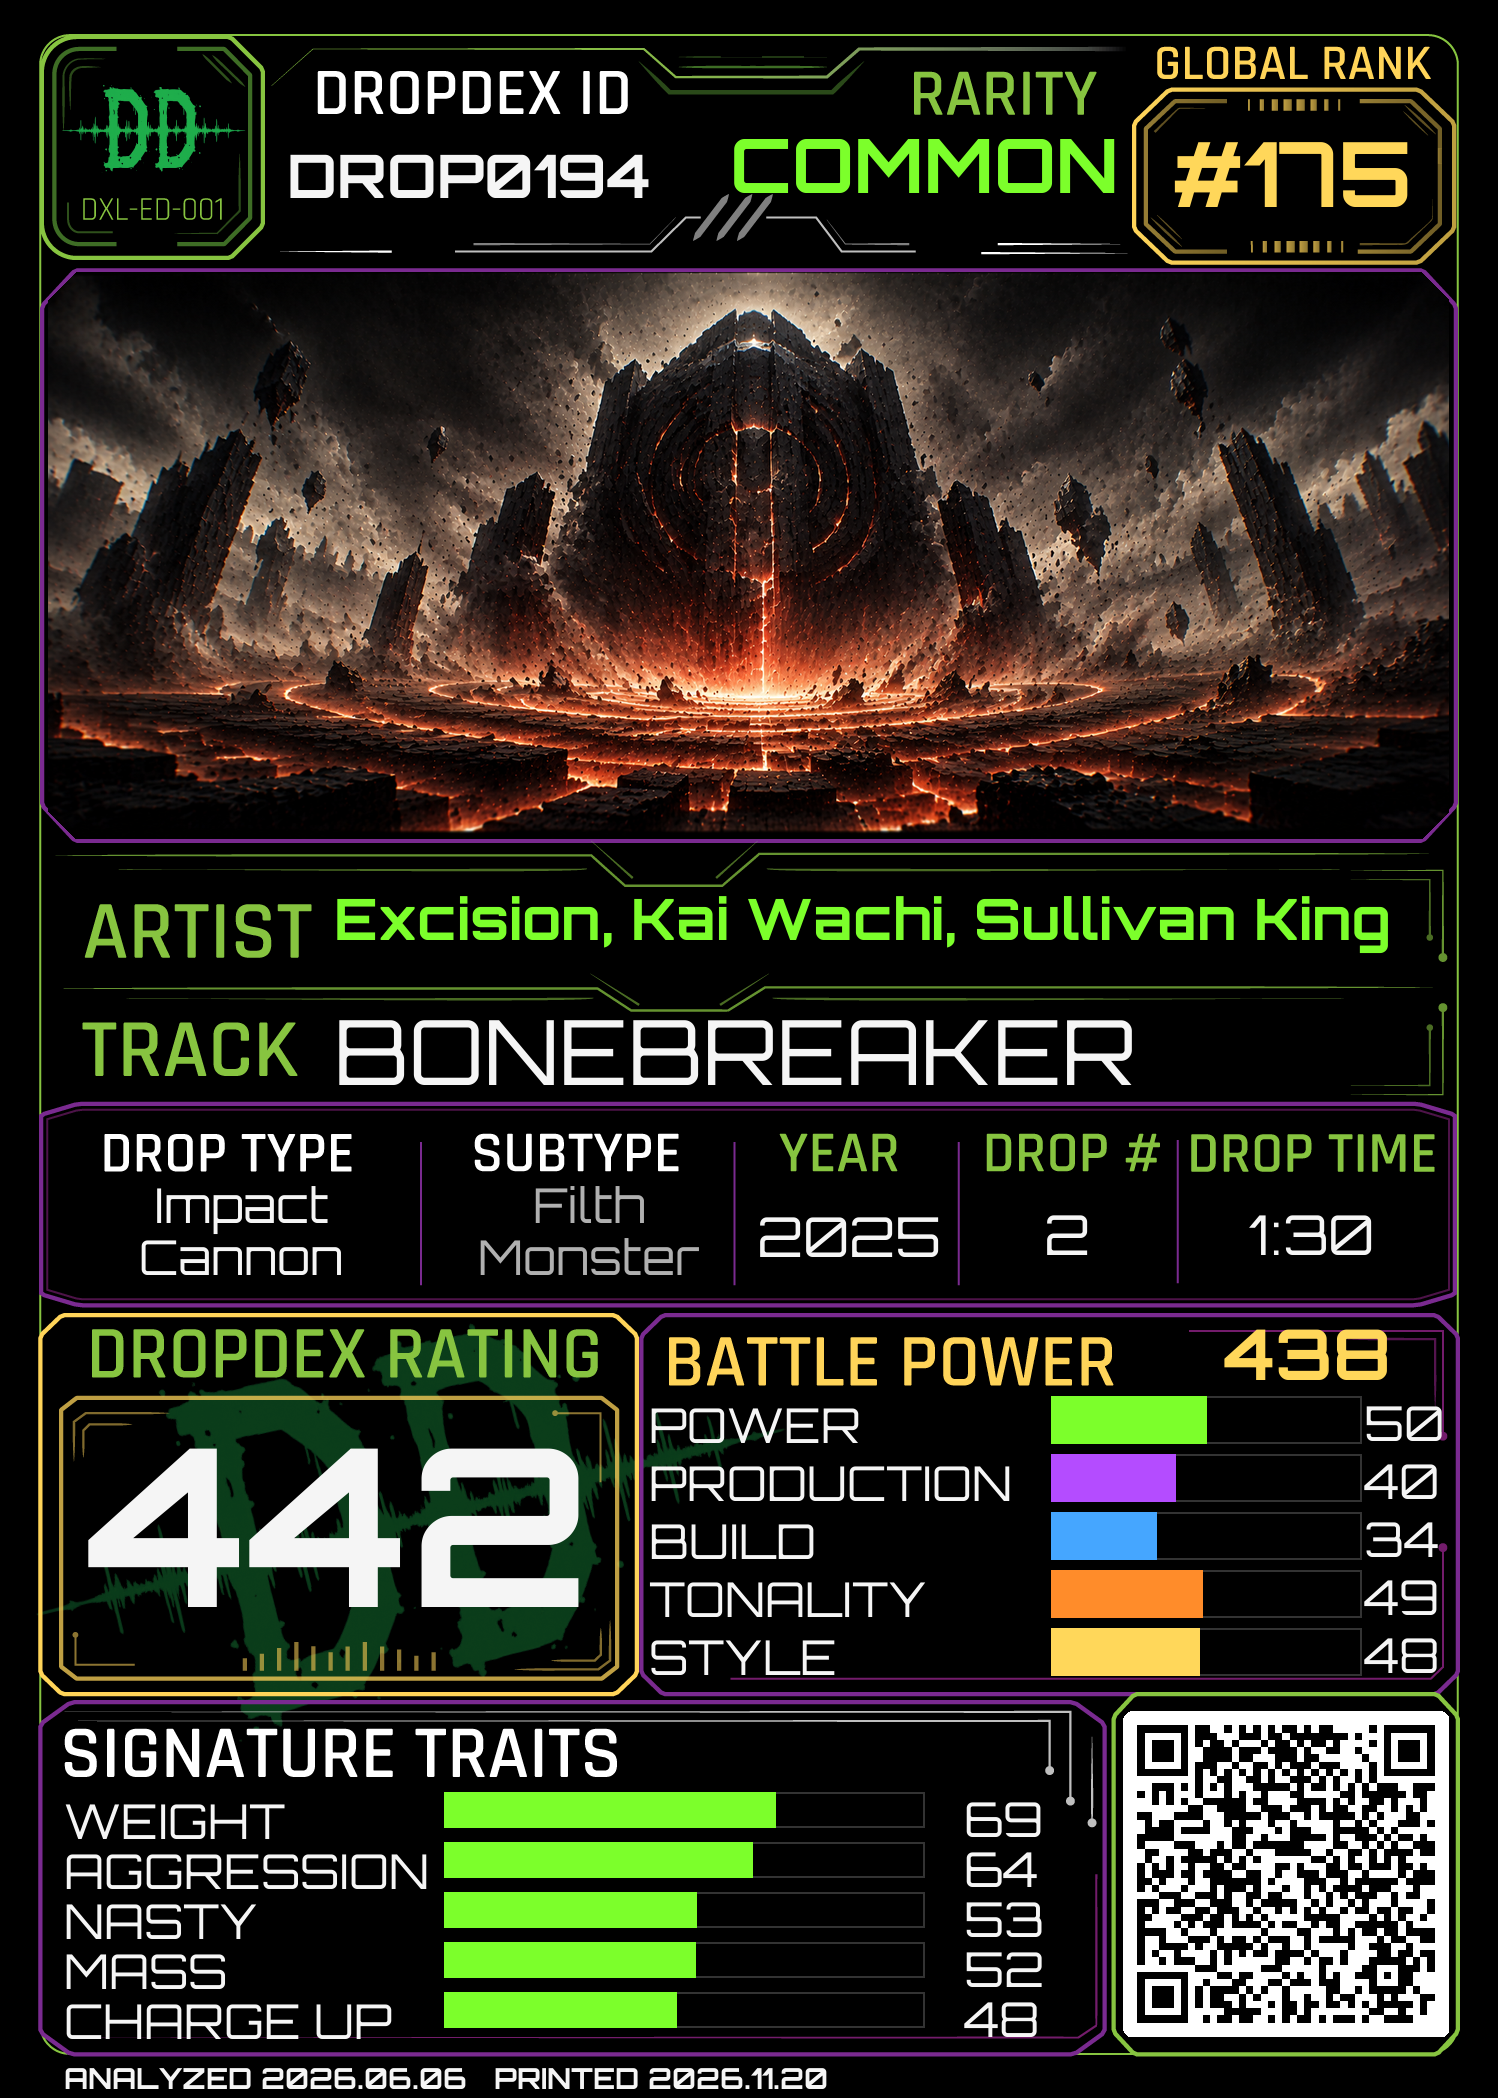 DD
DXL-ED-001
DROPDEX ID
DROP0194
RARITY
COMMON
GLOBAL RANK
#175
ARTIST Excision, Kai Wachi, Sullivan King
TRACK BONEBREAKER
DROP TYPE
Impact
Cannon
SUBTYPE
Filth
Monster
YEAR
2025
DROP #
2
DROP TIME
1:30
DROPDEX RATING
442
BATTLE POWER 438
POWER 50
PRODUCTION 40
BUILD 34
TONALITY 49
STYLE 48
SIGNATURE TRAITS
WEIGHT 69
AGGRESSION 64
NASTY 53
MASS 52
CHARGE UP 48
ANALYZED 2026.06.06 PRINTED 2026.11.20